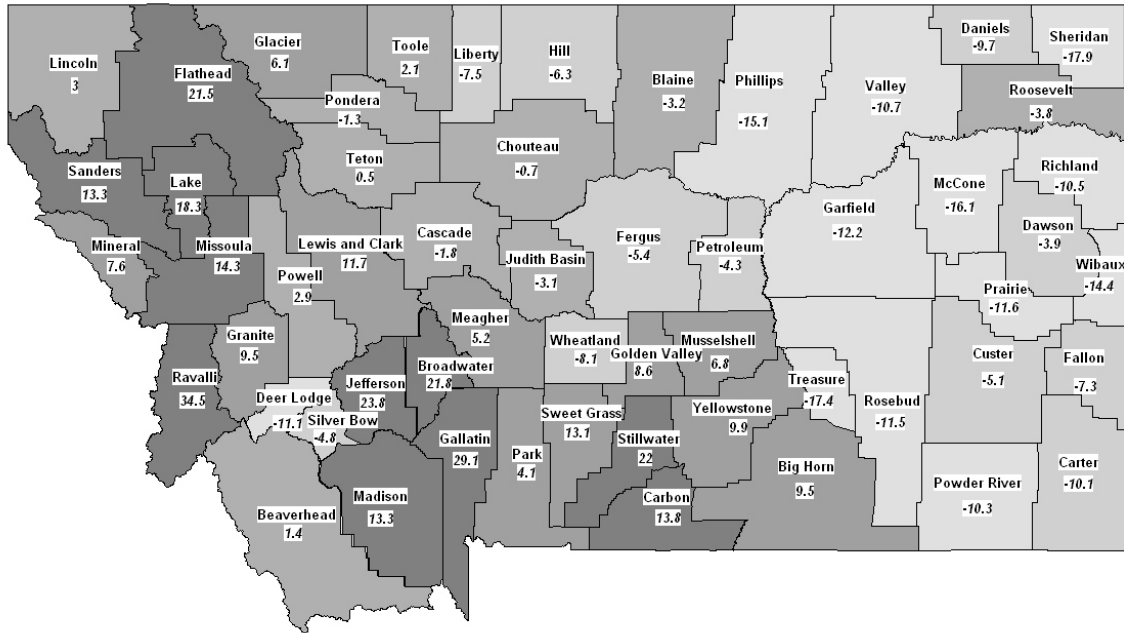 Lincoln
3
Flathead
21.5
Glacier
6.1
Toole
2.1
Liberty
-7.5
Hill
-6.3
Blaine
-3.2
Phillips
-15.1
Valley
-10.7
Daniels
-9.7
Sheridan
-17.9
Roosevelt
-3.8
Pondera
-1.3
Teton
0.5
Chouteau
-0.7
Sanders
13.3
Lake
18.3
Mineral
7.6
Missoula
14.3
Powell
2.9
Lewis and Clark
11.7
Cascade
-1.8
Judith Basin
-3.1
Fergus
-5.4
Petroleum
-4.3
Garfield
-12.2
McCone
-16.1
Richland
-10.5
Dawson
-3.9
Wibaux
-14.4
Prairie
-11.6
Granite
9.5
Meagher
5.2
Wheatland
-8.1
Golden Valley
8.6
Musselshell
6.8
Treasure
-17.4
Rosebud
-11.5
Custer
-5.1
Fallon
-7.3
Ravalli
34.5
Deer Lodge
-11.1
Silver Bow
-4.8
Jefferson
23.8
Broadwater
21.8
Gallatin
29.1
Park
4.1
Sweet Grass
13.1
Stillwater
22
Yellowstone
9.9
Big Horn
9.5
Powder River
-10.3
Carter
-10.1
Carbon
13.8
Madison
13.3
Beaverhead
1.4